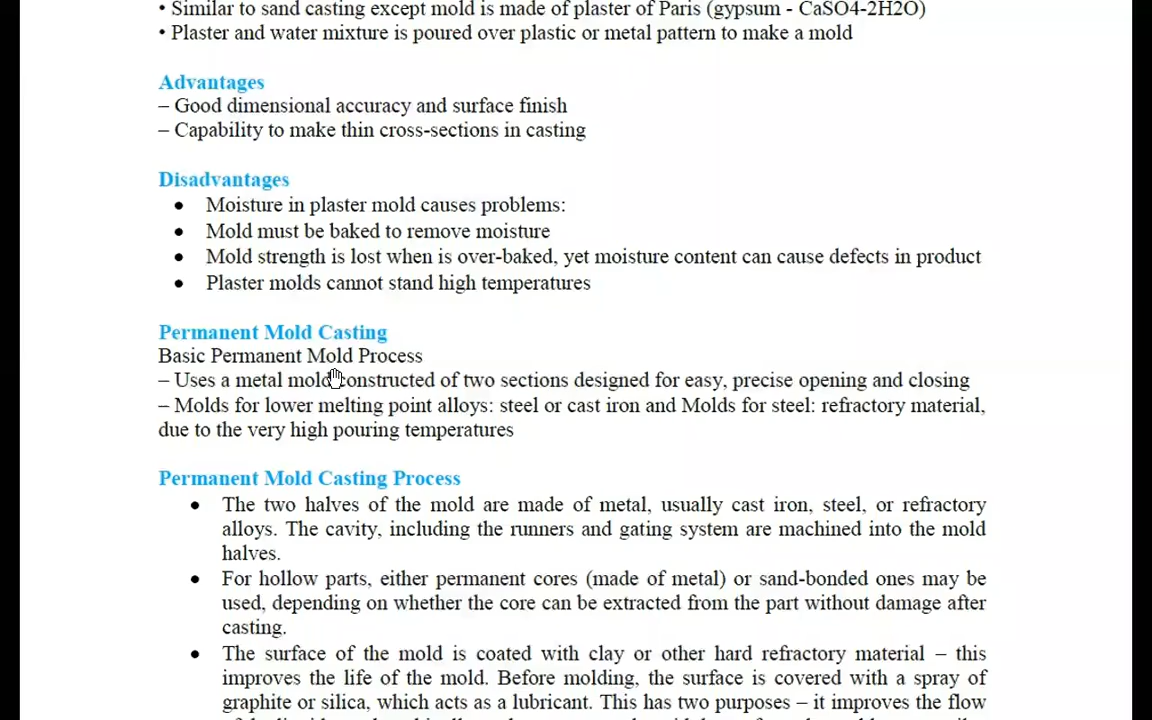 • Similar to sand casting except mold is made of plaster of Paris (gypsum - CaSO4-2H2O)
• Plaster and water mixture is poured over plastic or metal pattern to make a mold
Advantages
– Good dimensional accuracy and surface finish
– Capability to make thin cross-sections in casting
Disadvantages
• Moisture in plaster mold causes problems:
• Mold must be baked to remove moisture
• Mold strength is lost when is over-baked, yet moisture content can cause defects in product
• Plaster molds cannot stand high temperatures
Permanent Mold Casting
Basic Permanent Mold Process
– Uses a metal mold constructed of two sections designed for easy, precise opening and closing
– Molds for lower melting point alloys: steel or cast iron and Molds for steel: refractory material,
due to the very high pouring temperatures
Permanent Mold Casting Process
• The two halves of the mold are made of metal, usually cast iron, steel, or refractory
alloys. The cavity, including the runners and gating system are machined into the mold
halves.
• For hollow parts, either permanent cores (made of metal) or sand-bonded ones may be
used, depending on whether the core can be extracted from the part without damage after
casting.
• The surface of the mold is coated with clay or other hard refractory material – this
improves the life of the mold. Before molding, the surface is covered with a spray of
graphite or silica, which acts as a lubricant. This has two purposes – it improves the flow